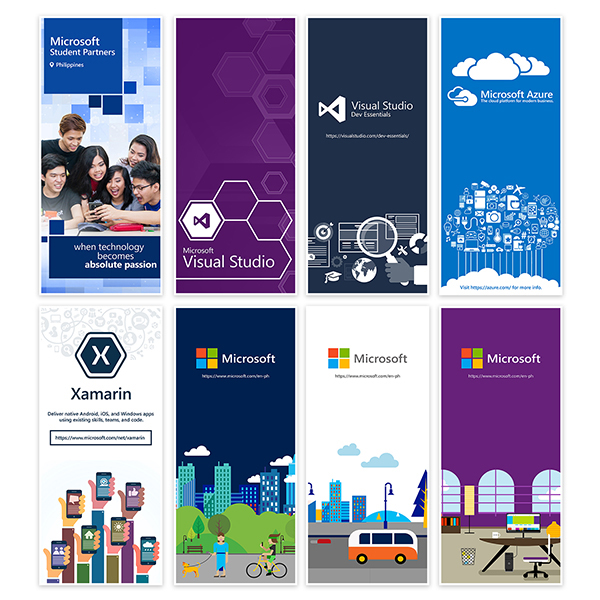 Microsoft
Student Partners
Philippines
when technology
becomes
absolute passion
Microsoft
Visual Studio
Visual Studio
Dev Essentials
https://visualstudio.com/dev-essentials/
Microsoft Azure
The cloud platform for modern business.
Visit https://azure.com/ for more info.
X
Xamarin
Deliver native Android, iOS, and Windows apps
using existing skills, teams, and code.
https://www.microsoft.com/net/xamarin
Microsoft
https://www.microsoft.com/en-ph
Microsoft
https://www.microsoft.com/en-ph
Microsoft
https://www.microsoft.com/en-ph